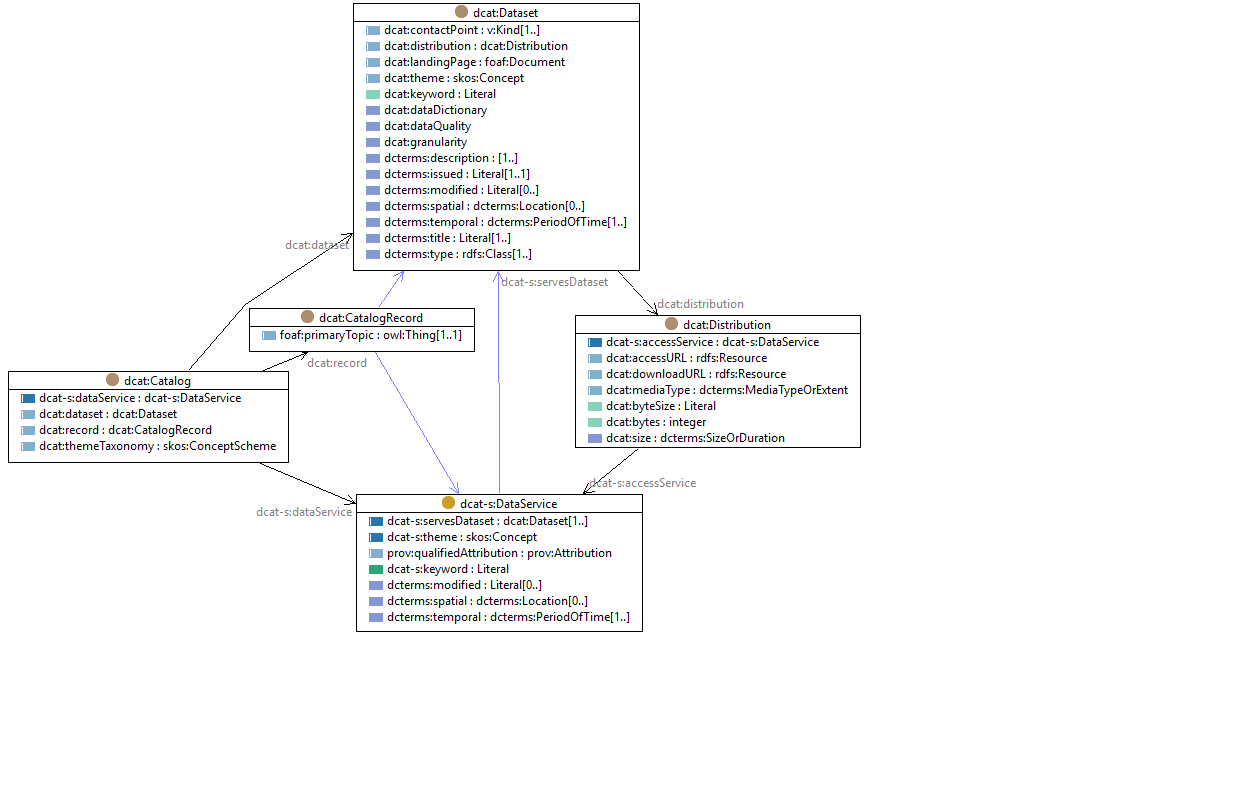 dcat:Dataset
dcat:contactPoint : v:Kind[1..]
dcat:distribution : dcat:Distribution
dcat:landingPage : foaf:Document
dcat:theme : skos:Concept
dcat:keyword : Literal
dcat:dataDictionary
dcat:dataQuality
dcat:granularity
dcterms:description : [1..]
dcterms:issued : Literal[1..1]
dcterms:modified : Literal[0..]
dcterms:spatial : dcterms:Location[0..]
dcterms:temporal : dcterms:PeriodOfTime[1..]
dcterms:title : Literal[1..]
dcterms:type : rdfs:Class[1..]
dcat:dataset
dcat-s:servesDataset
dcat:distribution
dcat:CatalogRecord
foaf:primaryTopic : owl:Thing[1..1]
dcat:record
dcat:Distribution
dcat-s:accessService : dcat-s:DataService
dcat:accessURL : rdfs:Resource
dcat:downloadURL : rdfs:Resource
dcat:mediaType : dcterms:MediaTypeOrExtent
dcat:byteSize : Literal
dcat:bytes : integer
dcat:size : dcterms:SizeOrDuration
dcat:Catalog
dcat-s:dataService : dcat-s:DataService
dcat:dataset : dcat:Dataset
dcat:record : dcat:CatalogRecord
dcat:themeTaxonomy : skos:ConceptScheme
dcat-s:accessService
dcat-s:dataService
dcat-s:DataService
dcat-s:servesDataset : dcat:Dataset[1..]
dcat-s:theme : skos:Concept
prov:qualifiedAttribution : prov:Attribution
dcat-s:keyword : Literal
dcterms:modified : Literal[0..]
dcterms:spatial : dcterms:Location[0..]
dcterms:temporal : dcterms:PeriodOfTime[1..]